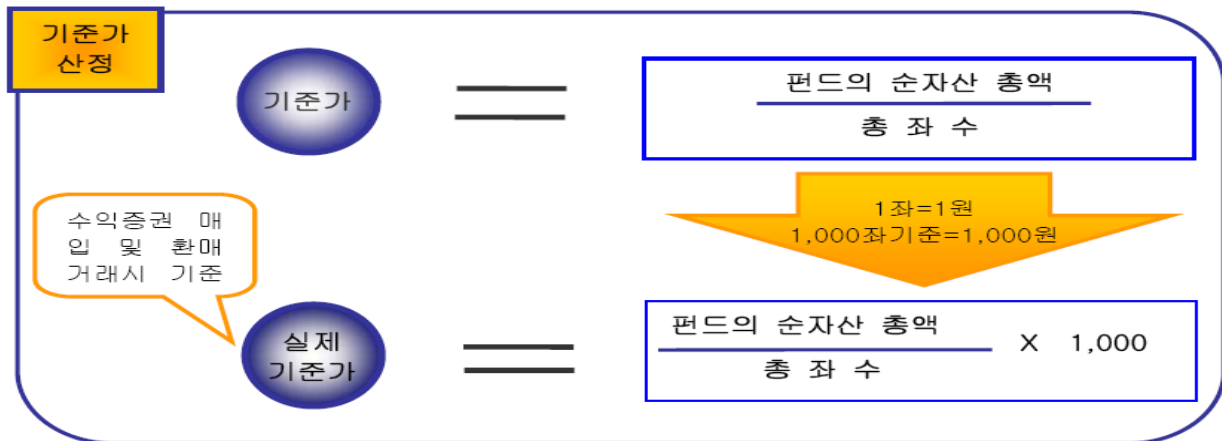 기준가
산정
기준가
펀드의 순자산 총액
총 좌 수
1좌=1원
1,000좌기준=1,000원
수익증권 매
입 및 환매
거래시 기준
실제
기준가
펀드의 순자산 총액
총 좌 수
X 1,000